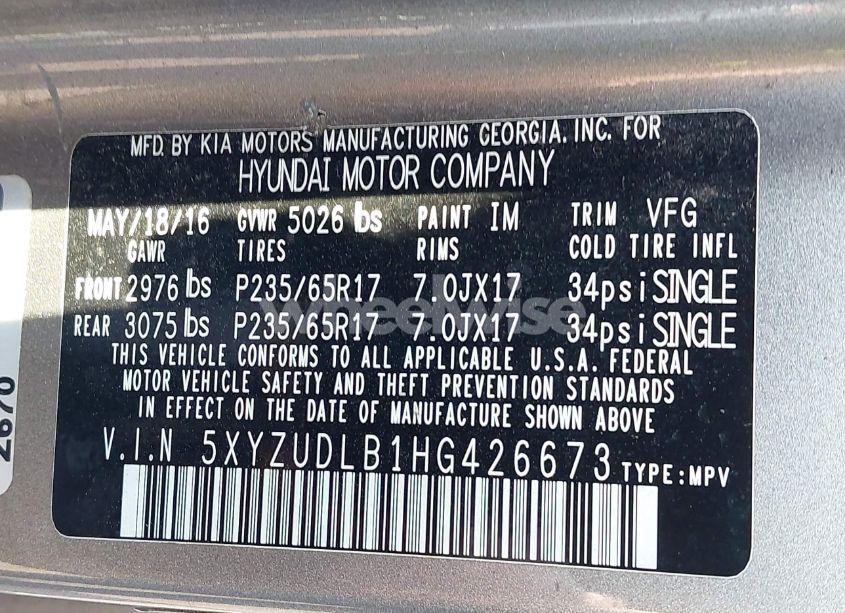 MFD. BY KIA MOTORS MANUFACTURING GEORGIA. INC. FOR
HYUNDAI MOTOR COMPANY
MAY/18/16 GVWR 5026 lbs PAINT IM TRIM VFG
GAWR TIRES RIMS COLD TIRE INFL
FRONT 2976 lbs P235/65R17 7.0JX17 34psi SINGLE
REAR 3075 lbs P235/65R17 7.0JX17 34psi SINGLE
THIS VEHICLE CONFORMS TO ALL APPLICABLE U.S.A. FEDERAL
MOTOR VEHICLE SAFETY AND THEFT PREVENTION STANDARDS
IN EFFECT ON THE DATE OF MANUFACTURE SHOWN ABOVE
V.I.N 5XYZUDLB1HG426673 TYPE:MPV